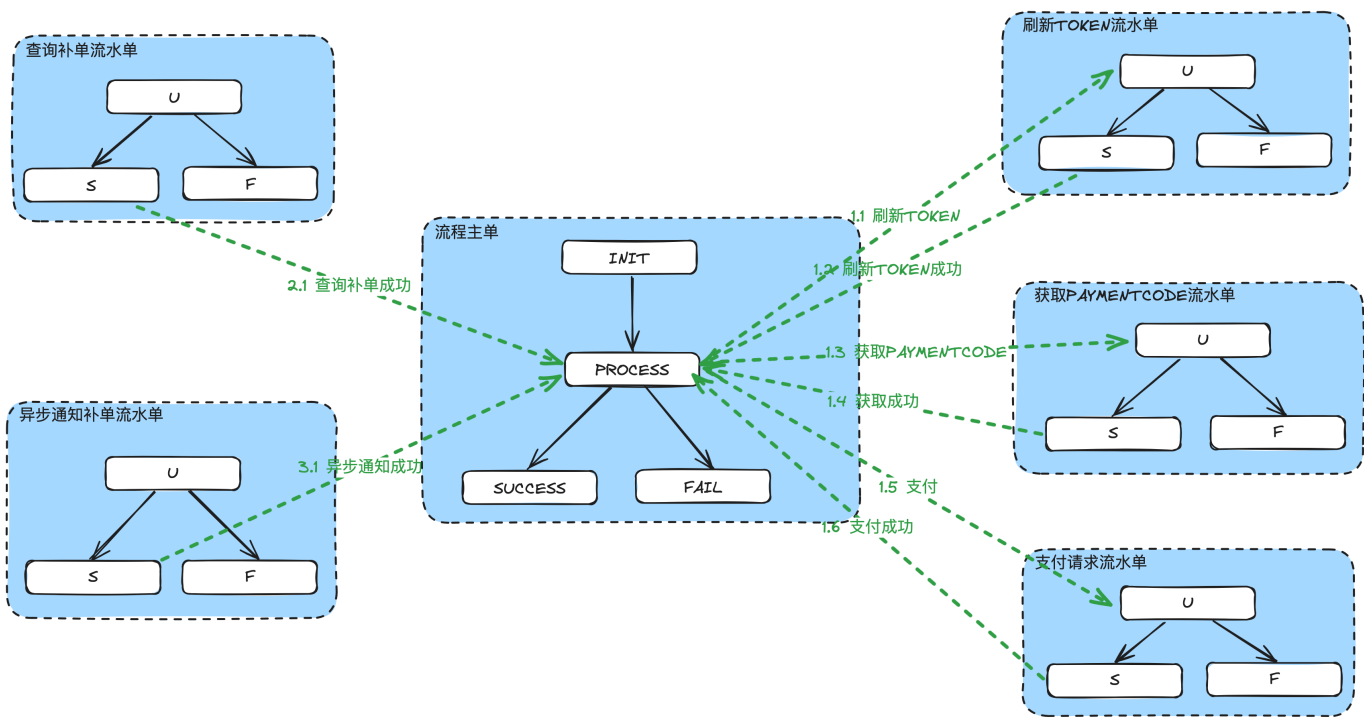 查询补单流水单
U
S
F
2.1 查询补单成功
异步通知补单流水单
U
S
F
3.1 异步通知成功
流程主单
INIT
PROCESS
SUCCESS
FAIL
刷新TOKEN流水单
U
S
F
1.1 刷新TOKEN
1.2 刷新TOKEN成功
获取PAYMENTCODE流水单
U
S
F
1.3 获取PAYMENTCODE
1.4 获取成功
支付请求流水单
U
S
F
1.5 支付
1.6 支付成功